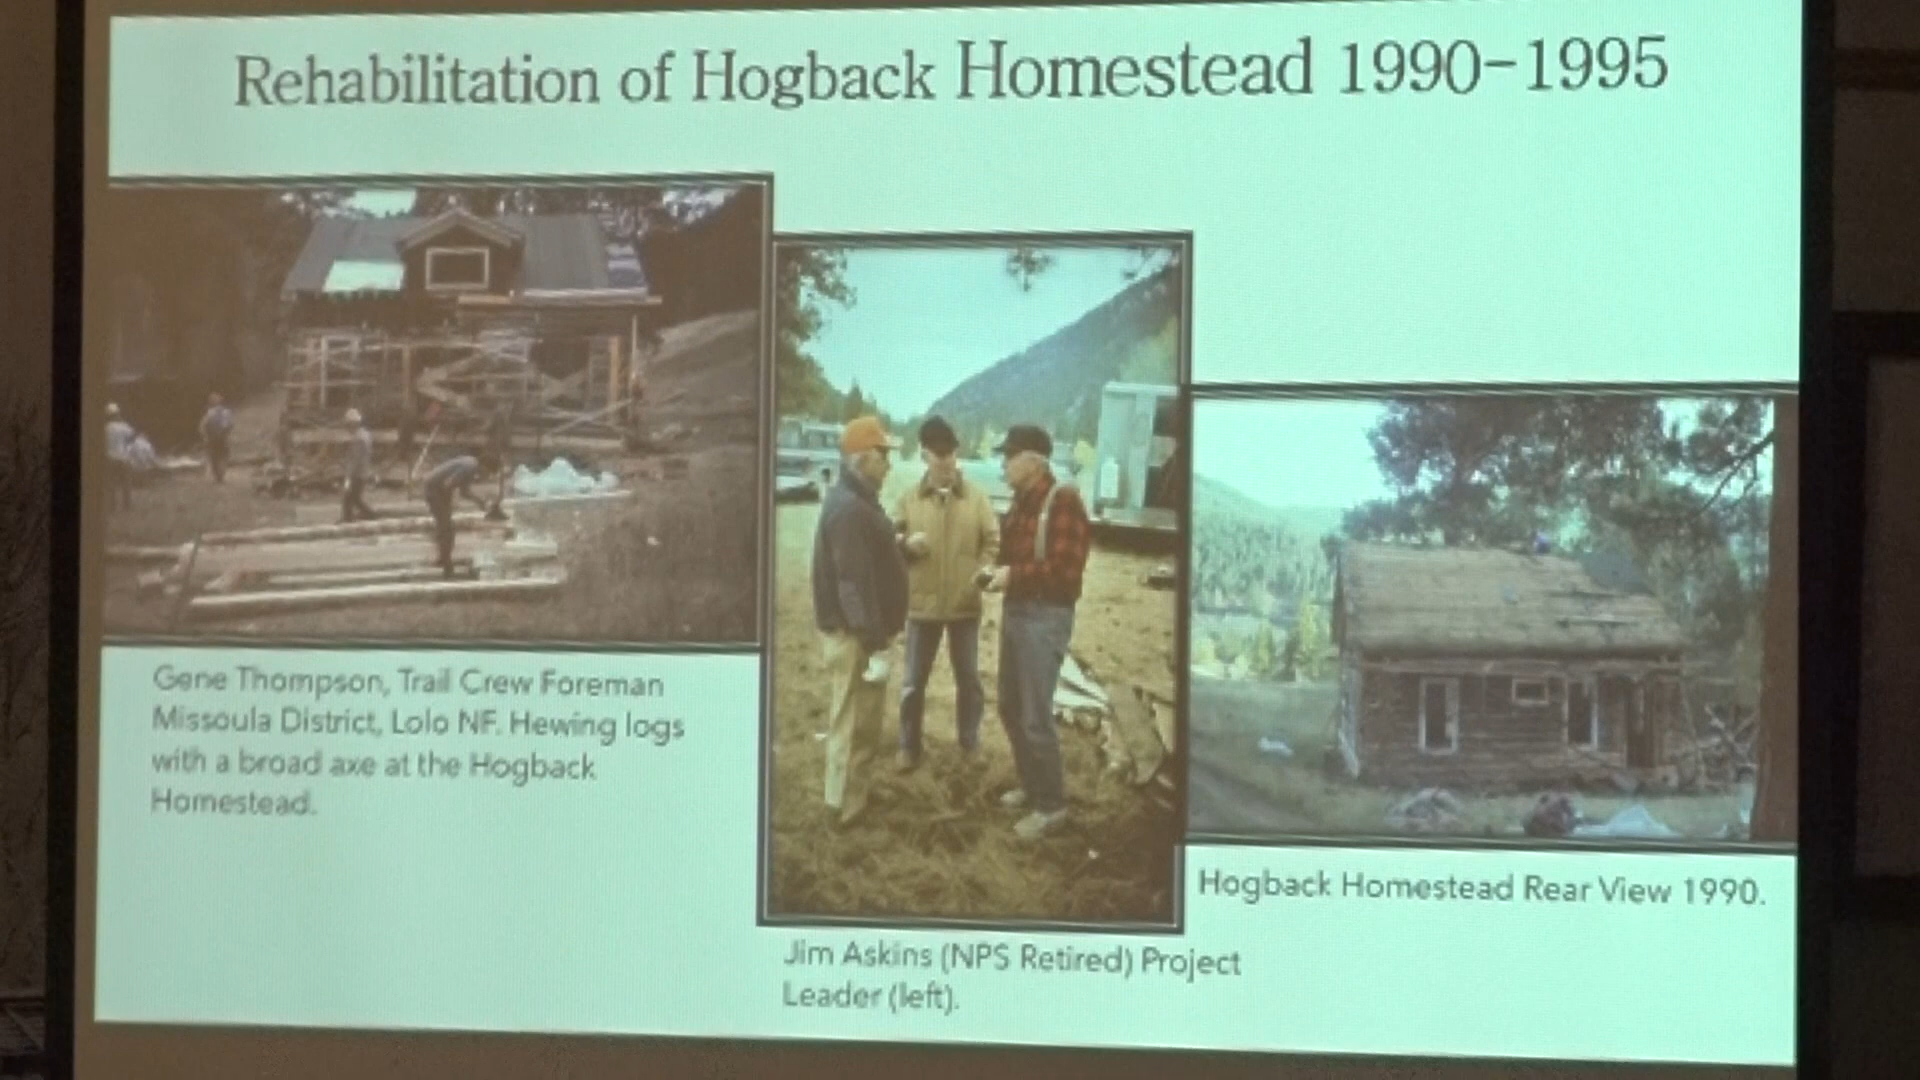 Rehabilitation of Hogback Homestead 1990-1995
Gene Thompson, Trail Crew Foreman
Missoula District, Lolo NF. Hewing logs
with a broad axe at the Hogback
Homestead.
Jim Askins (NPS Retired) Project
Leader (left).
Hogback Homestead Rear View 1990.